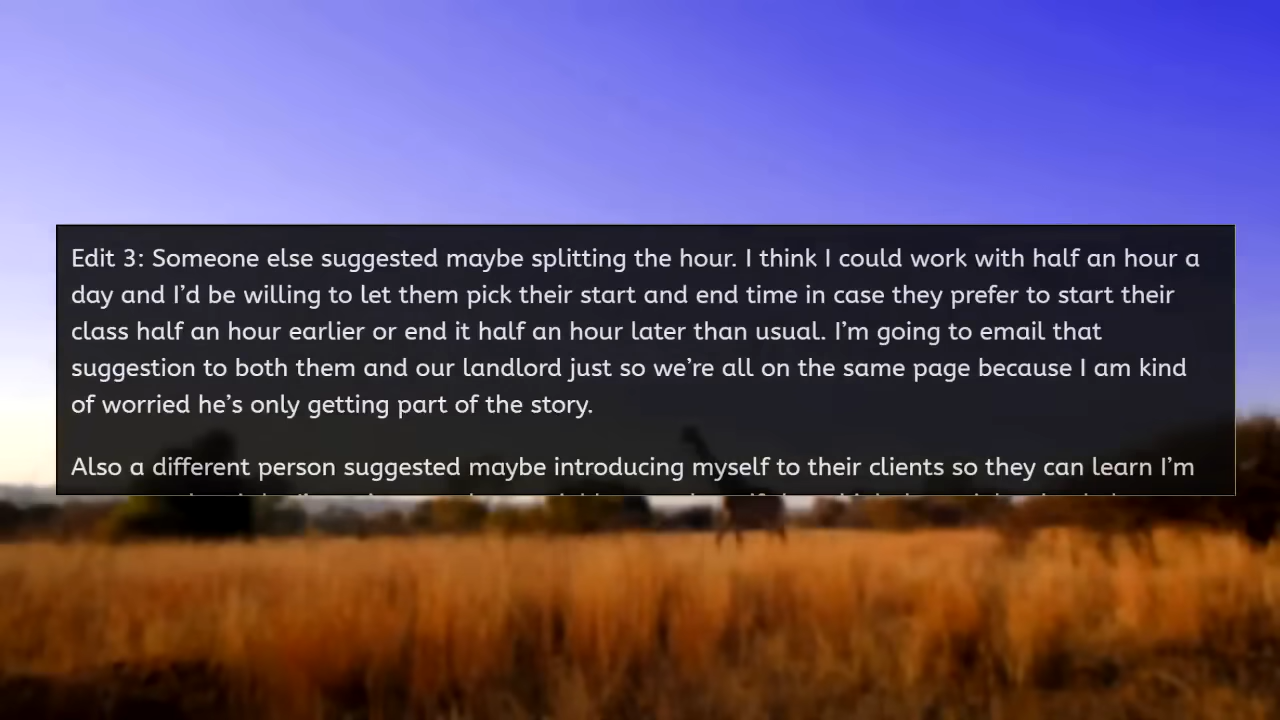 Edit 3: Someone else suggested maybe splitting the hour. I think I could work with half an hour a
day and I’d be willing to let them pick their start and end time in case they prefer to start their
class half an hour earlier or end it half an hour later than usual. I’m going to email that
suggestion to both them and our landlord just so we’re all on the same page because I am kind
of worried he’s only getting part of the story.
Also a different person suggested maybe introducing myself to their clients so they can learn I’m